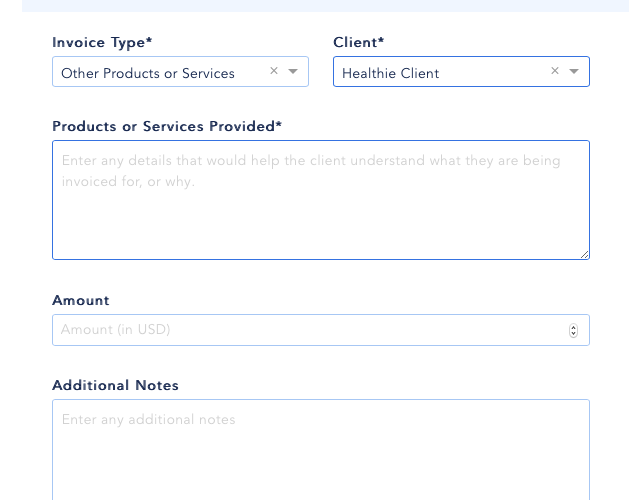 Invoice Type* Client*
Other Products or Services × Healthie Client ×
Products or Services Provided*
Enter any details that would help the client understand what they are being
invoiced for, or why.
Amount
Amount (in USD)
Additional Notes
Enter any additional notes